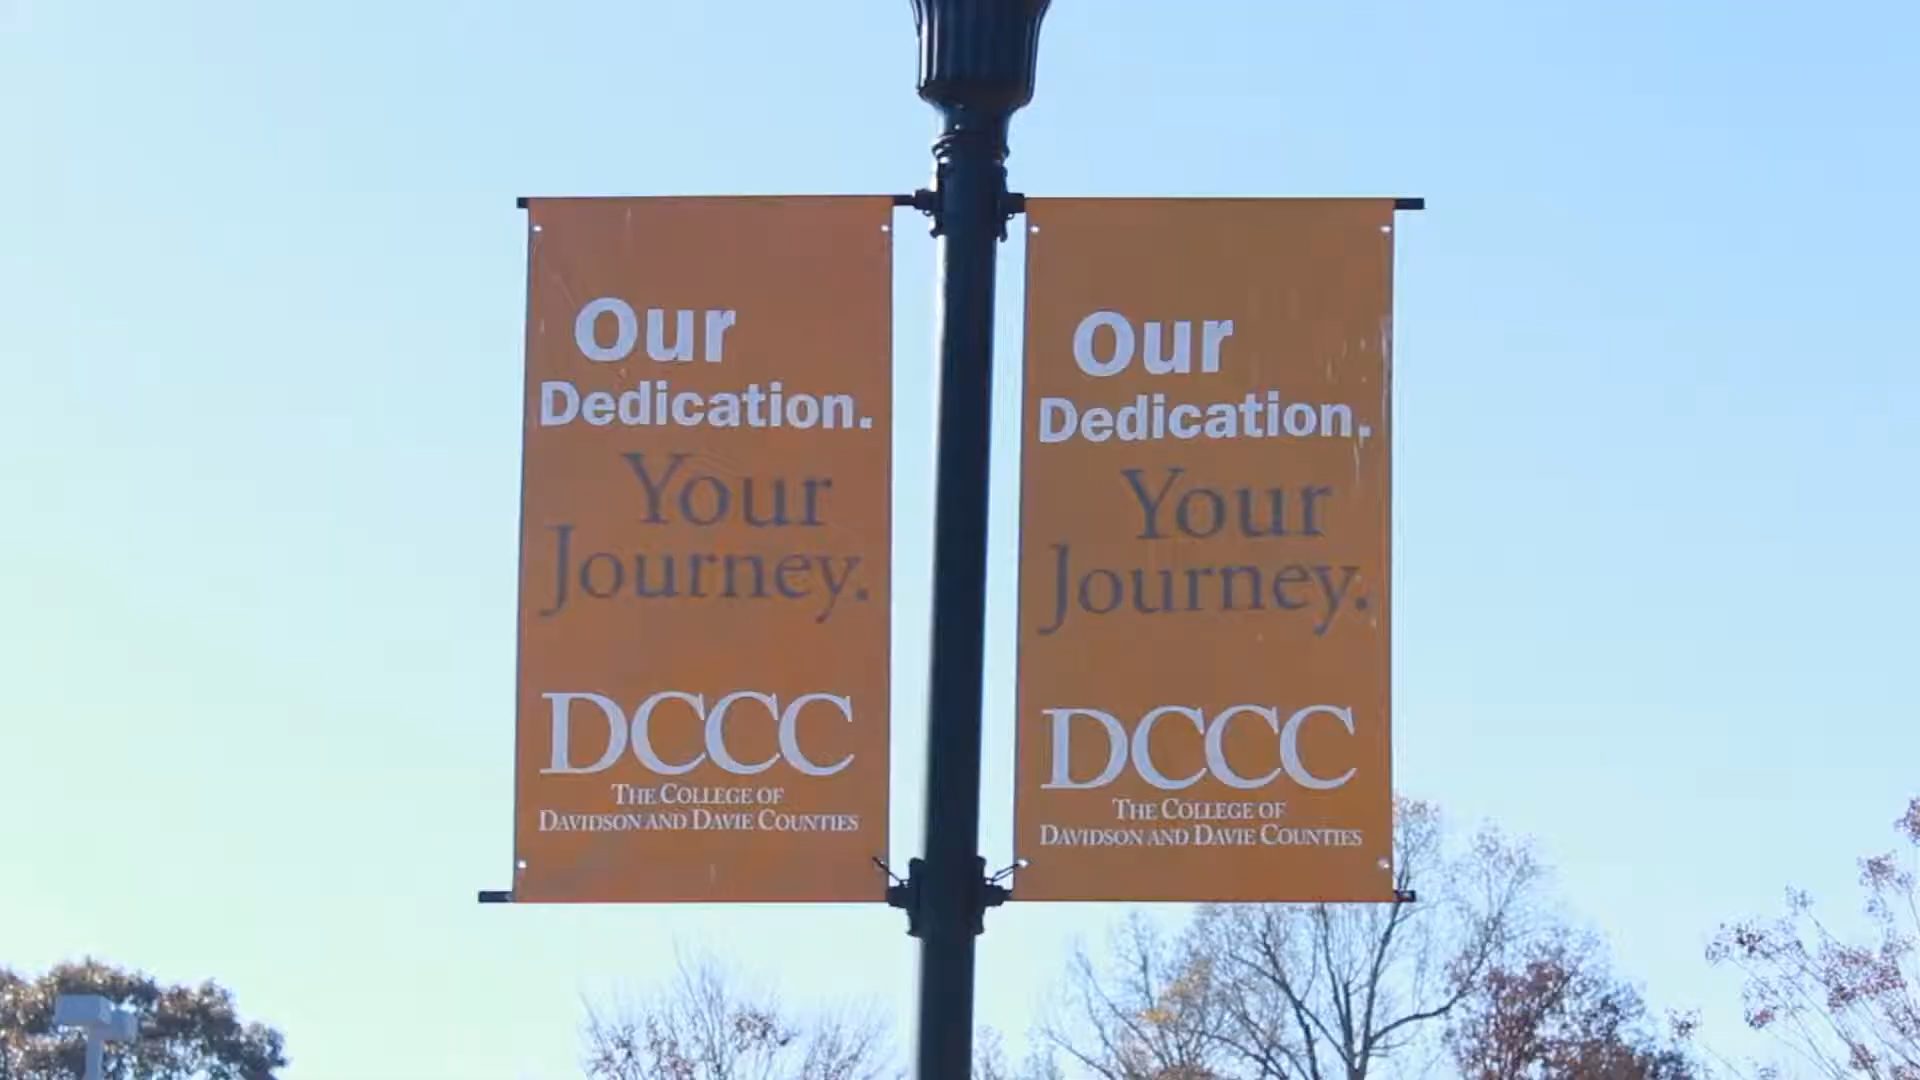 Our
Dedication.
Your
Journey.
DCCC
THE COLLEGE OF
DAVIDSON AND DAVIE COUNTIES
Our
Dedication.
Your
Journey.
DCCC
THE COLLEGE OF
DAVIDSON AND DAVIE COUNTIES